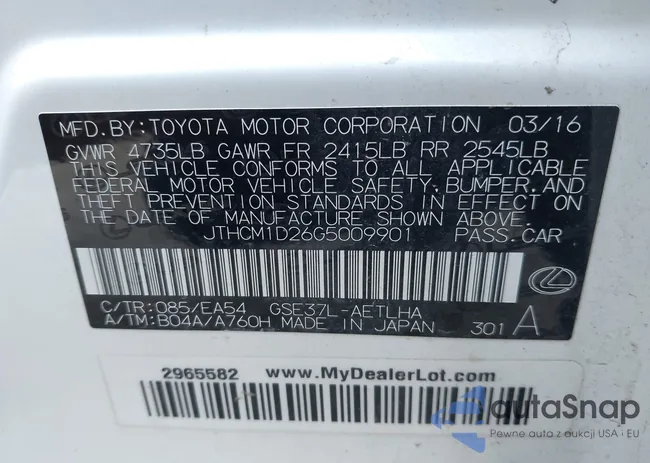 MFD.BY:TOYOTA MOTOR CORPORATION 03/16
GVWR 4735LB GAWR FR 2415LB RR 2545LB
THIS VEHICLE CONFORMS TO ALL APPLICABLE
FEDERAL MOTOR VEHICLE SAFETY,BUMPER,AND
THEFT PREVENTION STANDARDS IN EFFECT ON
THE DATE OF MANUFACTURE SHOWN ABOVE.
JTHCM1D26G5009901 PASS.CAR
C/TR:085/EA54 GSE37L-AETLHA
A/TM:B04A/A760H MADE IN JAPAN 301 A
2965582 www.MyDealerLot.com
autoSnap
Pewne auto z aukcji USA i EU